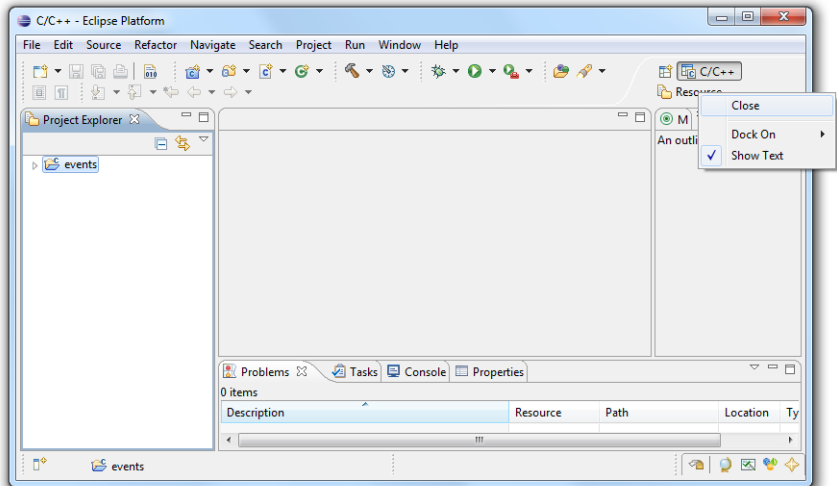 C/C++ - Eclipse Platform
File Edit Source Refactor Navigate Search Project Run Window Help
C/C++
Resource
Close
Dock On
Show Text
Project Explorer
M
An outli
events
Problems Tasks Console Properties
0 items
Description Resource Path Location Ty
events